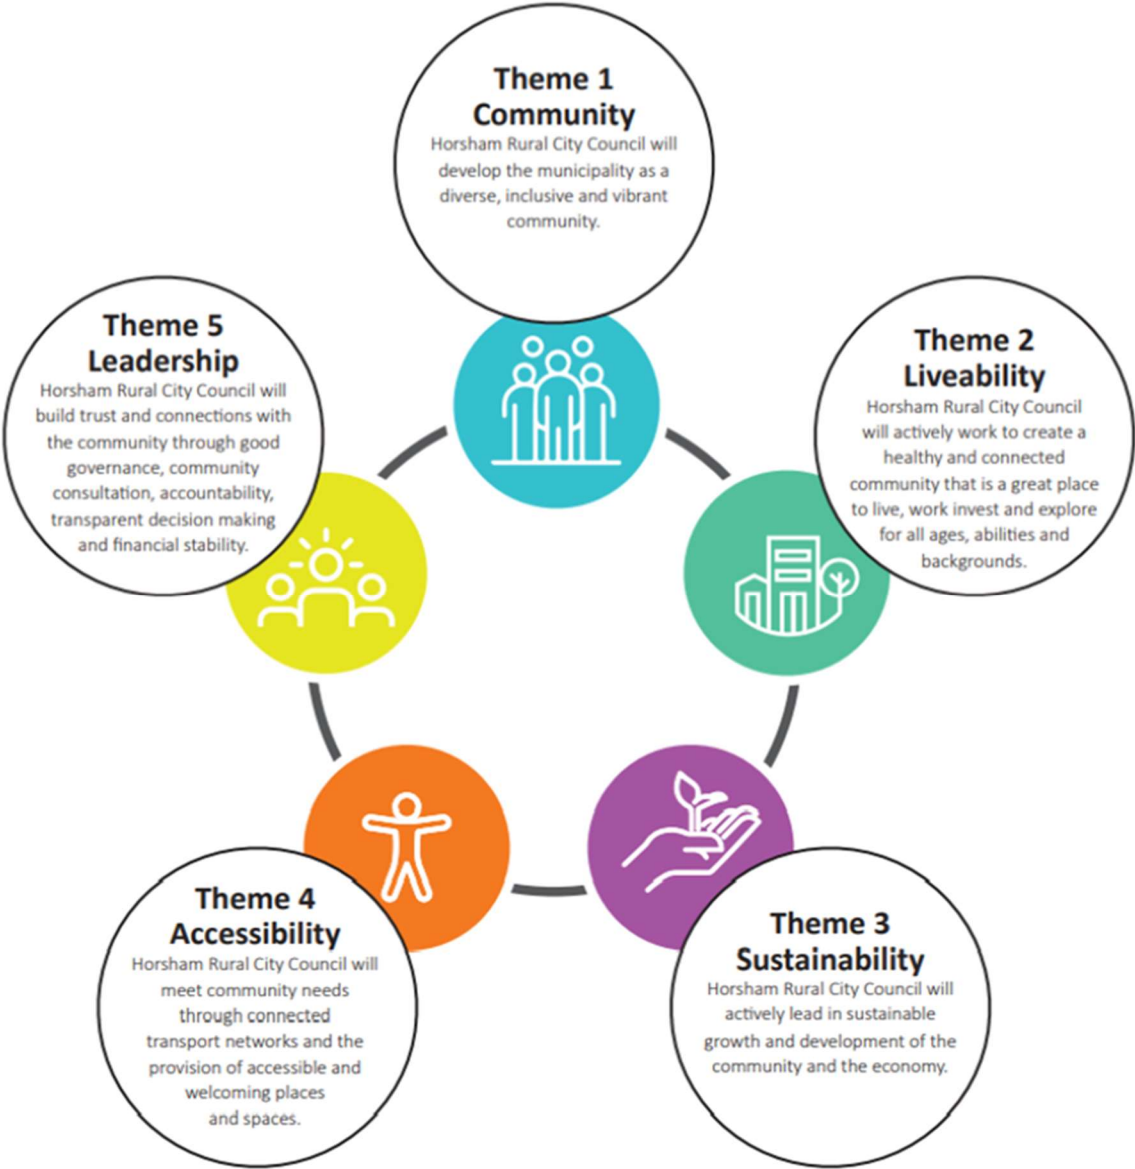 Theme 1
Community
Horsham Rural City Council will
develop the municipality as a
diverse, inclusive and vibrant
community.
Theme 2
Liveability
Horsham Rural City Council
will actively work to create a
healthy and connected
community that is a great place
to live, work invest and explore
for all ages, abilities and
backgrounds.
Theme 3
Sustainability
Horsham Rural City Council will
actively lead in sustainable
growth and development of the
community and the economy.
Theme 4
Accessibility
Horsham Rural City Council will
meet community needs
through connected
transport networks and the
provision of accessible and
welcoming places
and spaces.
Theme 5
Leadership
Horsham Rural City Council will
build trust and connections with
the community through good
governance, community
consultation, accountability,
transparent decision making
and financial stability.